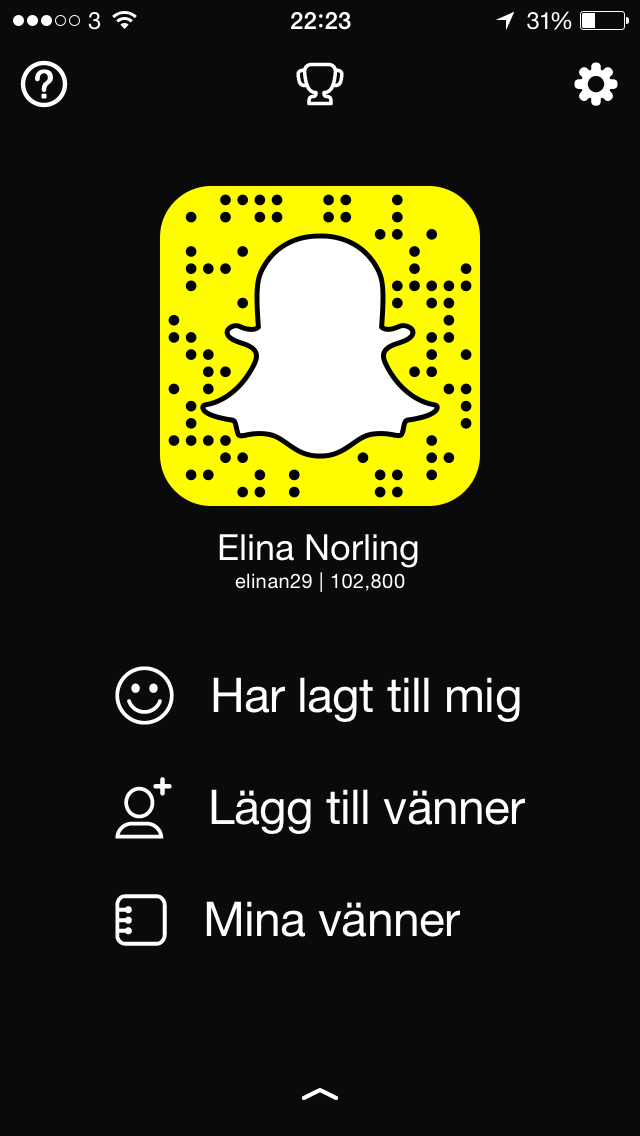 3 22:23 31%
Elina Norling
elinan29 | 102,800
Har lagt till mig
Lägg till vänner
Mina vänner